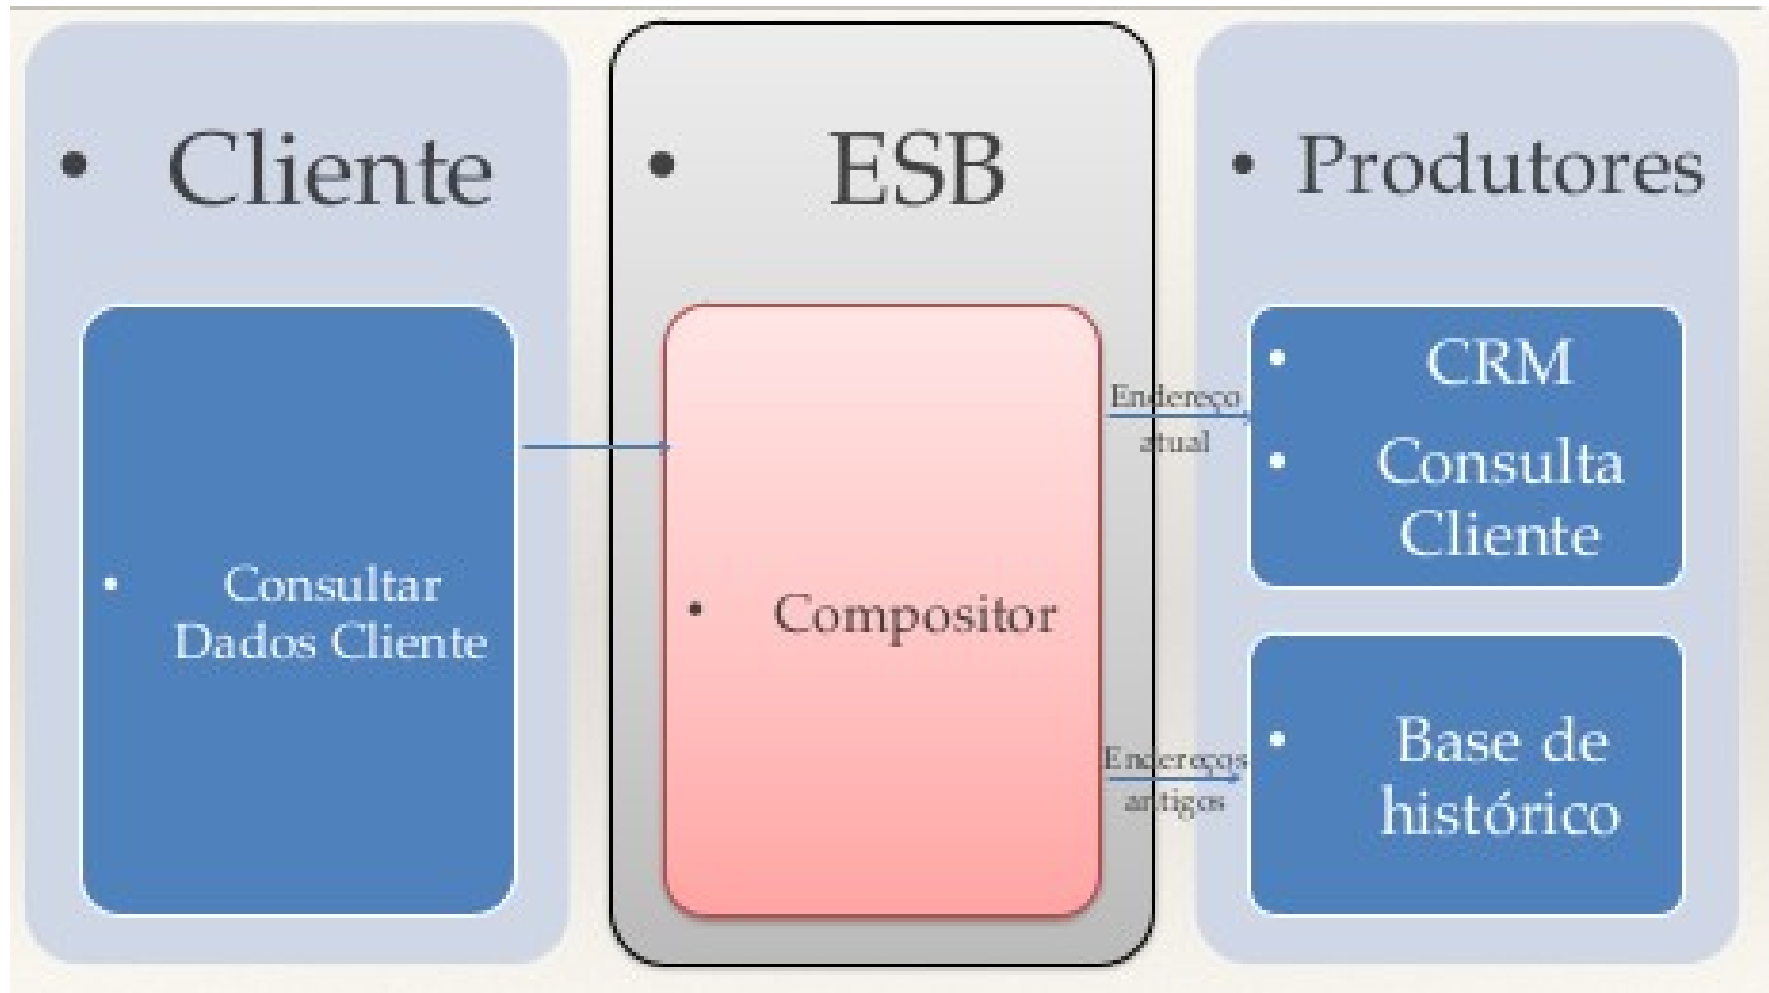 • Cliente
• Consultar
Dados Cliente
• ESB
• Compositor
Endereço
atual
Endereços
antigos
• Produtores
• CRM
• Consulta
Cliente
• Base de
histórico